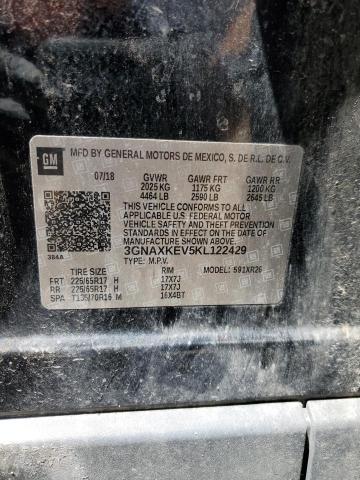 GM
MFD BY GENERAL MOTORS DE MEXICO, S. DE R.L. DE C.V.
07/18 GVWR GAWR FRT GAWR RR
2025 KG 1175 KG 1200 KG
4464 LB 2590 LB 2645 LB
THIS VEHICLE CONFORMS TO ALL APPLICABLE
U.S. FEDERAL MOTOR VEHICLE SAFETY, BUMPER, AND
THEFT PREVENTION STANDARDS IN EFFECT ON
THE DATE OF MANUFACTURE SHOWN ABOVE.
3GNAXKEV5KL122429
384A TYPE: M.P.V. MODEL: 591XR26
TIRE SIZE RIM
FRT 225/65R17 H 17X7J
RR 225/65R17 H 17X7J
SPA T135/70R16 M 16X4BT